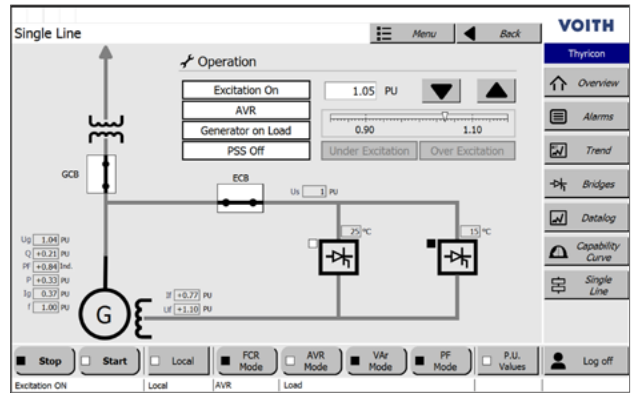 Single Line
Menu
Back
VOITH
Thyricon
Operation
Excitation On
1.05 PU
AVR
Generator on Load
0.90 1.10
PSS Off
Under Excitation
Over Excitation
Overview
Alarms
Trend
Bridges
Datalog
Capability
Curve
Single
Line
GCB
ECB
Us 1 PU
25 °C
15 °C
Ug 1.04 PU
Q +0.21 PU
PF +0.84 Ind.
P +0.33 PU
Ig 0.37 PU
f 1.00 PU
G
If +0.77 PU
Uf +1.10 PU
Stop
Start
Local
FCR
Mode
AVR
Mode
VAr
Mode
PF
Mode
P.U.
Values
Log off
Excitation ON
Local
AVR
Load